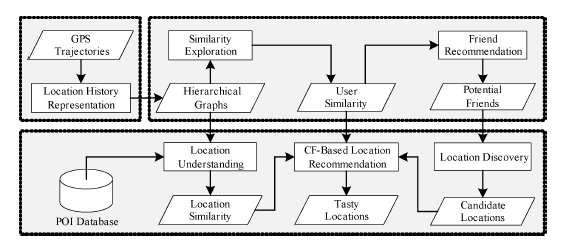 GPS
Trajectories
Similarity
Exploration
Friend
Recommendation
Location History
Representation
Hierarchical
Graphs
User
Similarity
Potential
Friends
Location
Understanding
CF-Based Location
Recommendation
Location Discovery
POI Database
Location
Similarity
Tasty
Locations
Candidate
Locations